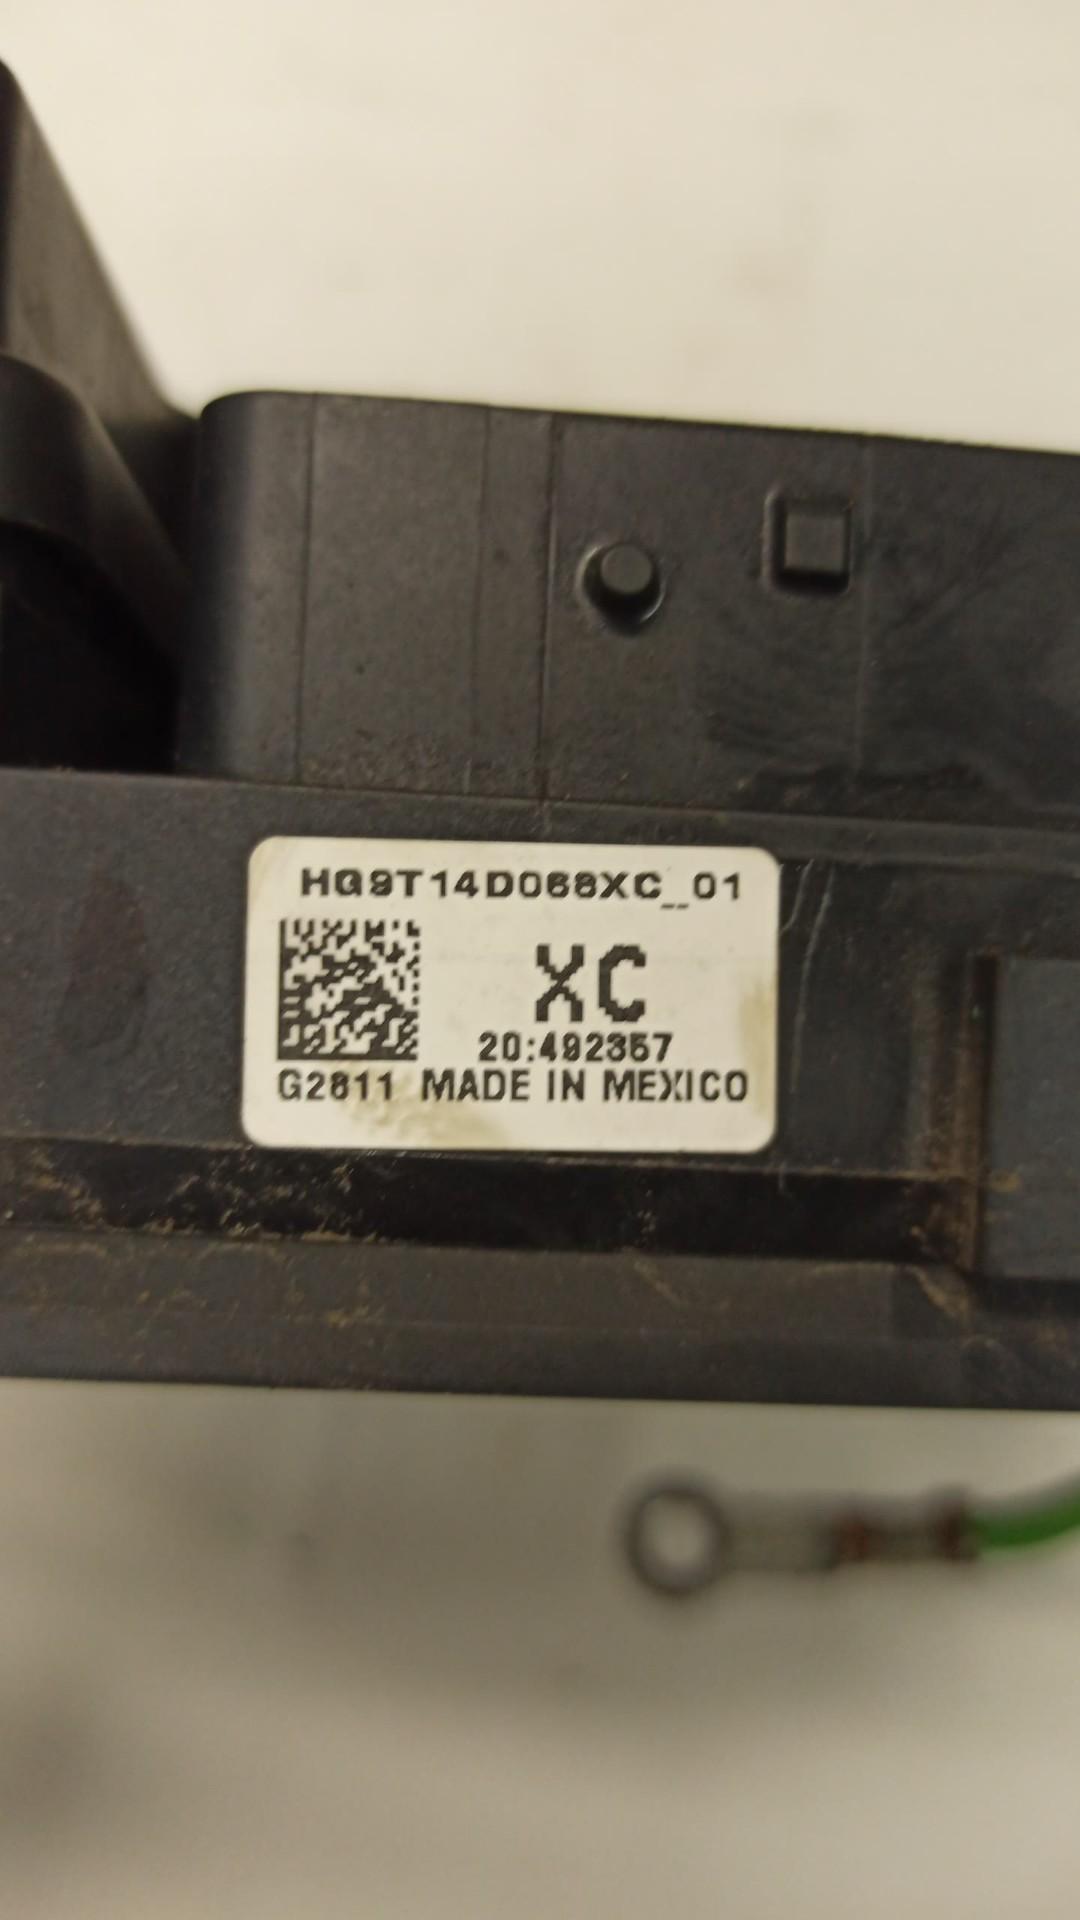 HG9T14D068XC_01
XC
20:492357
G2811 MADE IN MEXICO